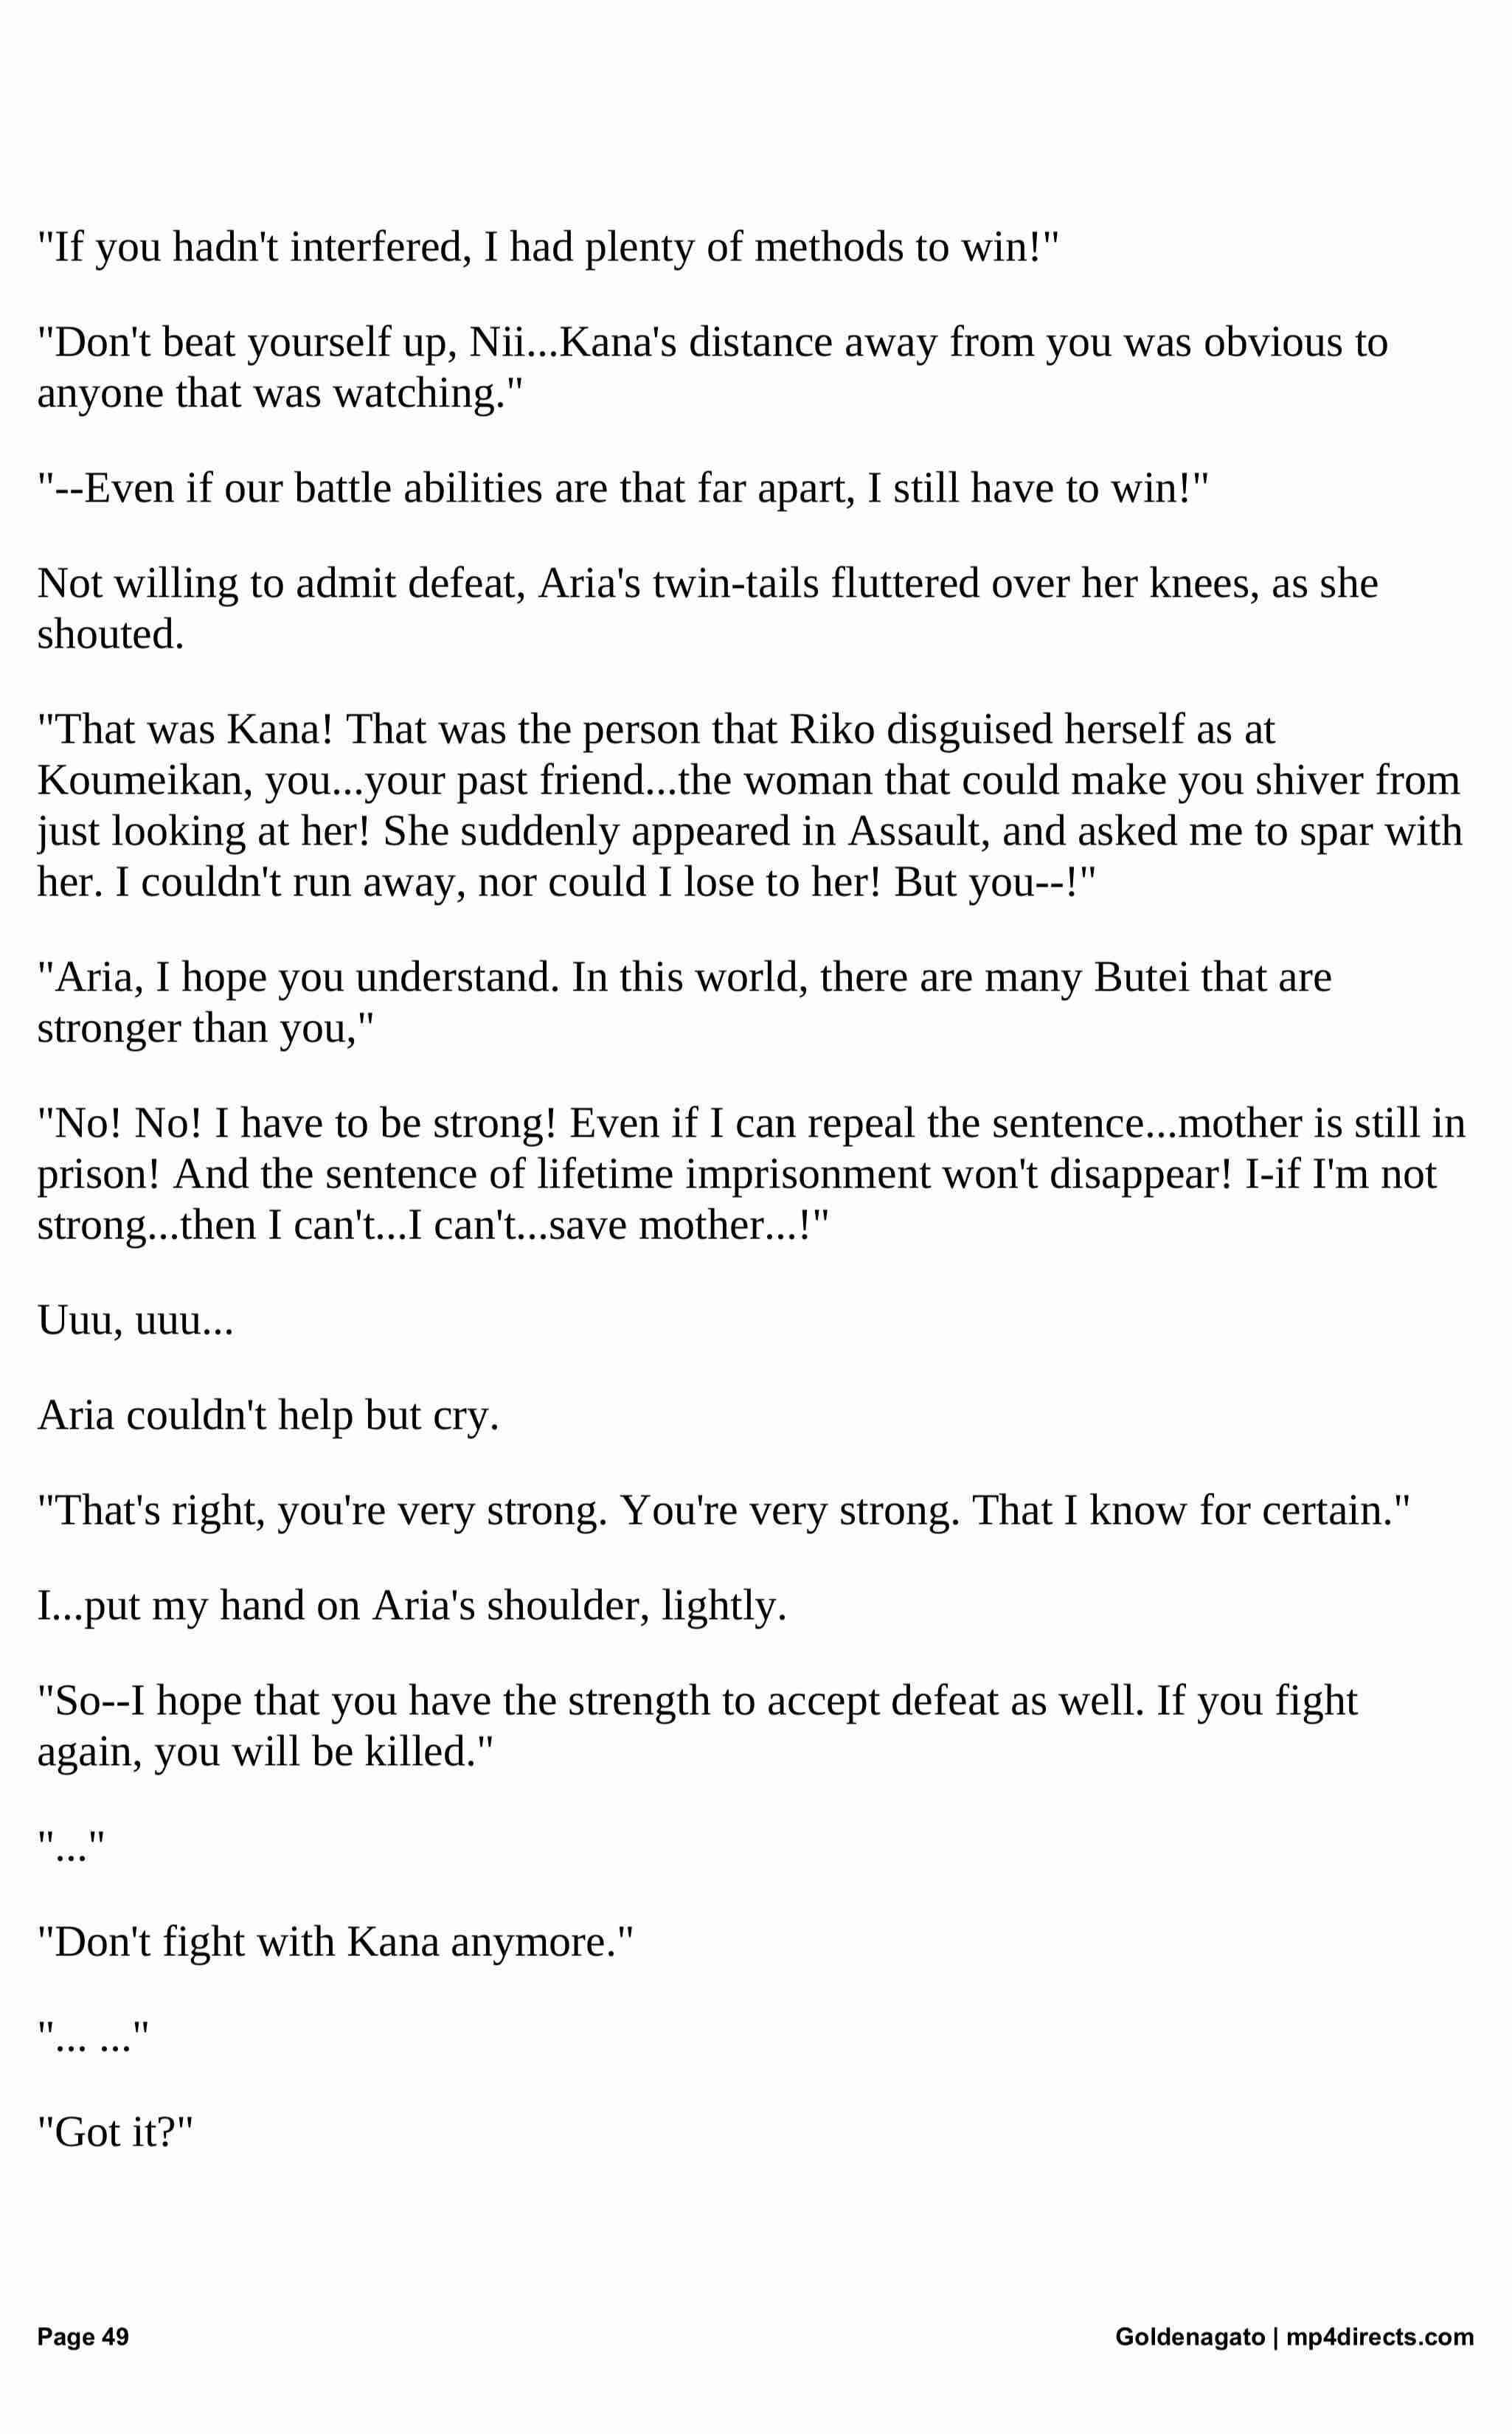 "If you hadn't interfered, I had plenty of methods to win!"
"Don't beat yourself up, Nii...Kana's distance away from you was obvious to
anyone that was watching."
"--Even if our battle abilities are that far apart, I still have to win!"
Not willing to admit defeat, Aria's twin-tails fluttered over her knees, as she
shouted.
"That was Kana! That was the person that Riko disguised herself as at
Koumeikan, you...your past friend...the woman that could make you shiver from
just looking at her! She suddenly appeared in Assault, and asked me to spar with
her. I couldn't run away, nor could I lose to her! But you--!"
"Aria, I hope you understand. In this world, there are many Butei that are
stronger than you,"
"No! No! I have to be strong! Even if I can repeal the sentence...mother is still in
prison! And the sentence of lifetime imprisonment won't disappear! I-if I'm not
strong...then I can't...I can't...save mother...!"
Uuu, uuu...
Aria couldn't help but cry.
"That's right, you're very strong. You're very strong. That I know for certain."
I...put my hand on Aria's shoulder, lightly.
"So--I hope that you have the strength to accept defeat as well. If you fight
again, you will be killed."
"..."
"Don't fight with Kana anymore."
"... ..."
"Got it?"
Page 49
Goldenagato | mp4directs.com